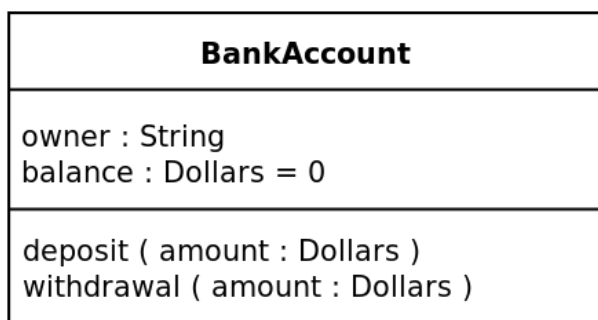 BankAccount
owner : String
balance : Dollars = 0
deposit ( amount : Dollars )
withdrawal ( amount : Dollars )